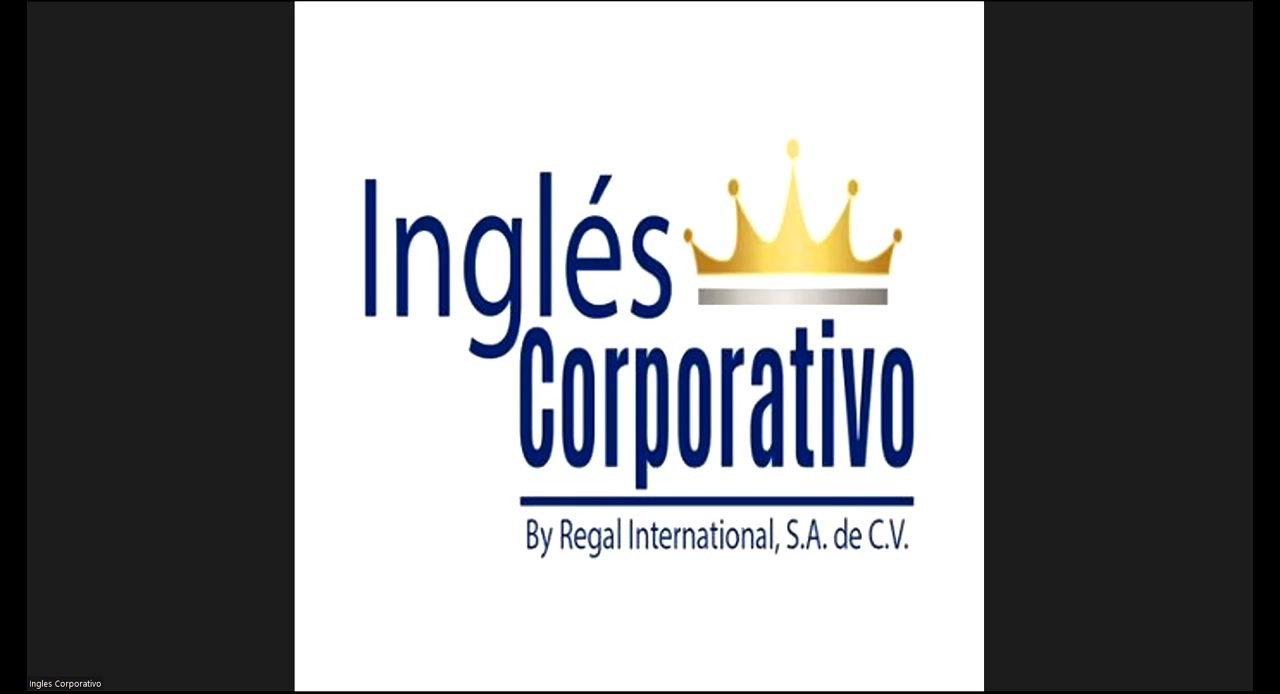 Inglés
Corporativo
By Regal International, S.A. de C.V.
Ingles Corporativo